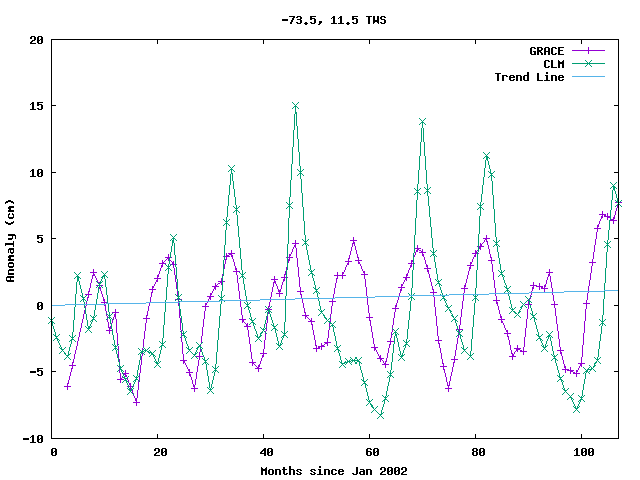 -73.5, 11.5 TWS
20
15
10
5
0
-5
-10
Anomaly (cm)
GRACE
CLM
Trend Line
0 20 40 60 80 100
Months since Jan 2002